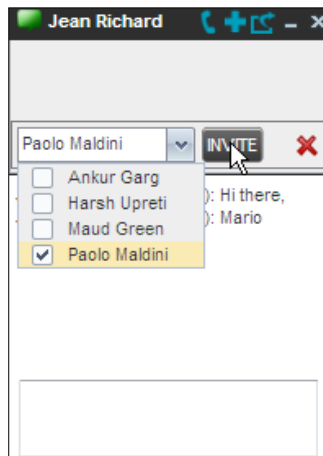 Jean Richard
Paolo Maldini INVITE
Ankur Garg
Harsh Upreti
Maud Green
Paolo Maldini
): Hi there,
): Mario